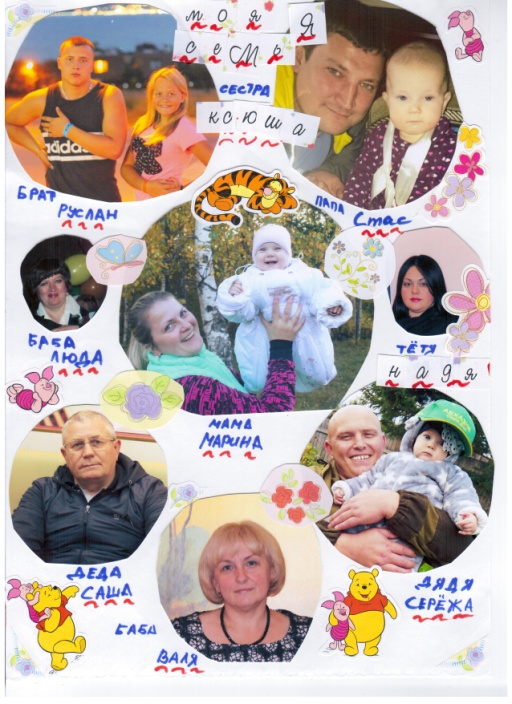 моя
семьЯ
СЕСТРА
ксюша
adidas
БРАТ
РУСЛАН
ПАПА
Стас
БАБА
ЛЮДА
ТЁТЯ
надя
МАМА
МАРИНА
ДЕДА
САША
ДЯДЯ
СЕРЁЖА
БАБА
ВАЛЯ